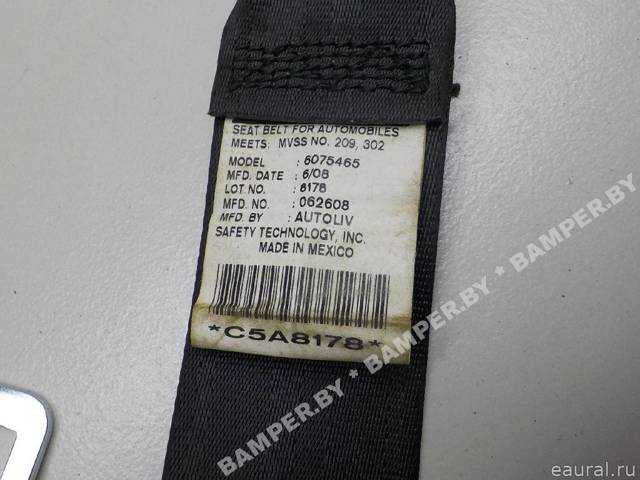 SEAT BELT FOR AUTOMOBILES
MEETS: MVSS NO. 209, 302
MODEL : 6075465
MFD. DATE : 6/08
LOT NO. : 8178
MFD. NO. : 062608
MFD. BY : AUTOLIV
SAFETY TECHNOLOGY, INC.
MADE IN MEXICO
*C5A8178*
BAMPER.BY * BAMPER.BY * BAMPER.BY
BAMPER.BY
eaural.ru